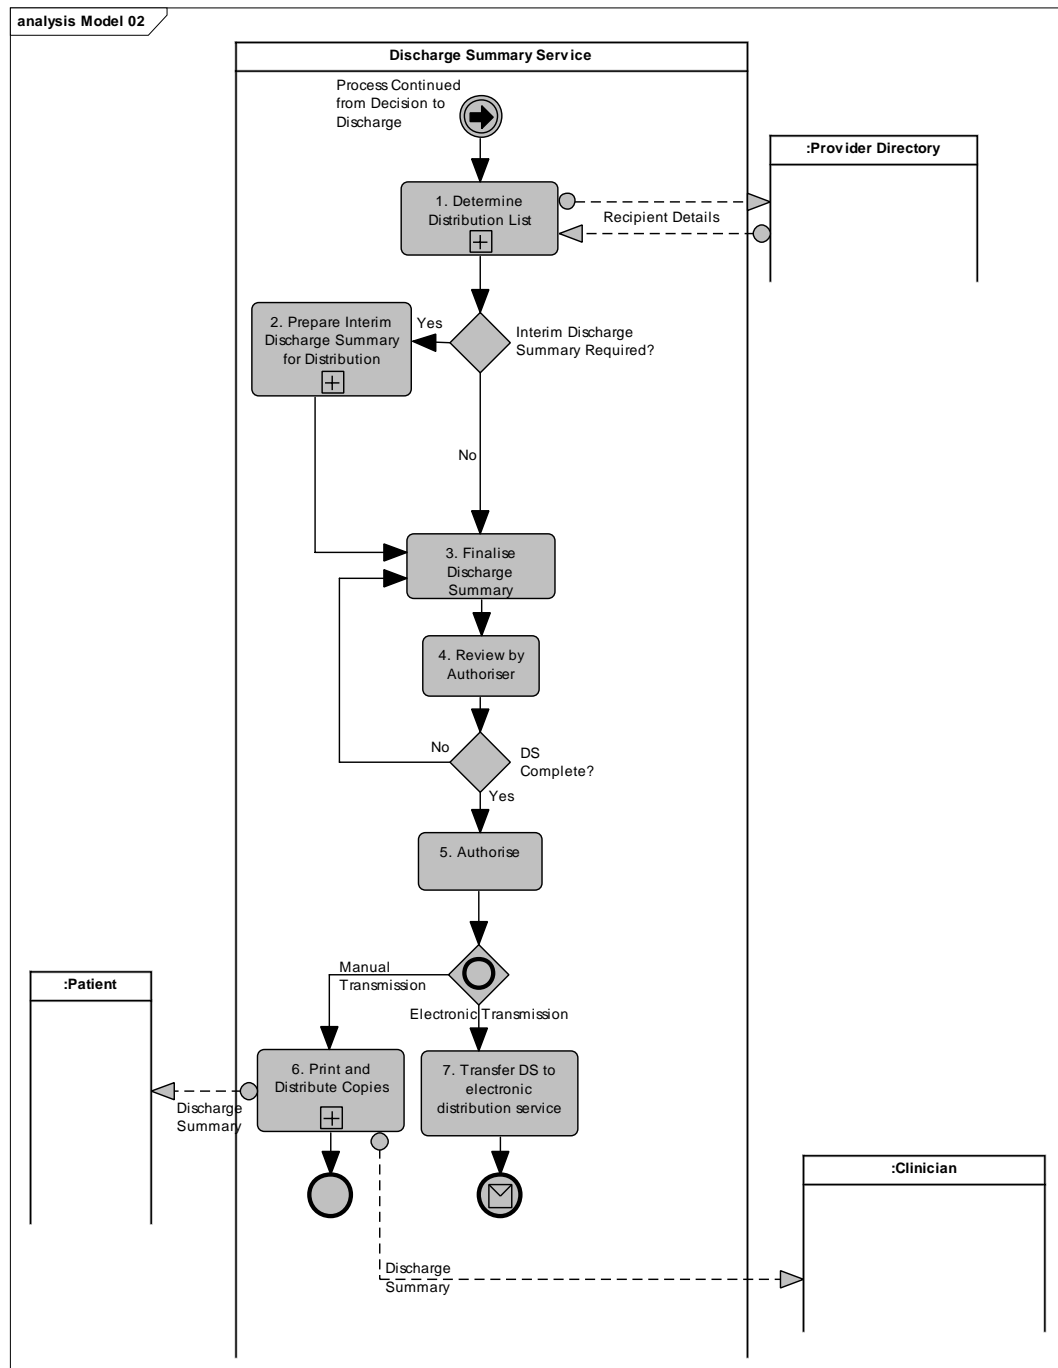 analysis Model 02
Discharge Summary Service
Process Continued
from Decision to
Discharge
:Provider Directory
1. Determine
Distribution List
Recipient Details
2. Prepare Interim
Discharge Summary
for Distribution
Yes
Interim Discharge
Summary Required?
No
3. Finalise
Discharge
Summary
4. Review by
Authoriser
No
DS
Complete?
Yes
5. Authorise
Manual
Transmission
:Patient
Electronic Transmission
6. Print and
Distribute Copies
7. Transfer DS to
electronic
distribution service
Discharge
Summary
:Clinician
Discharge
Summary